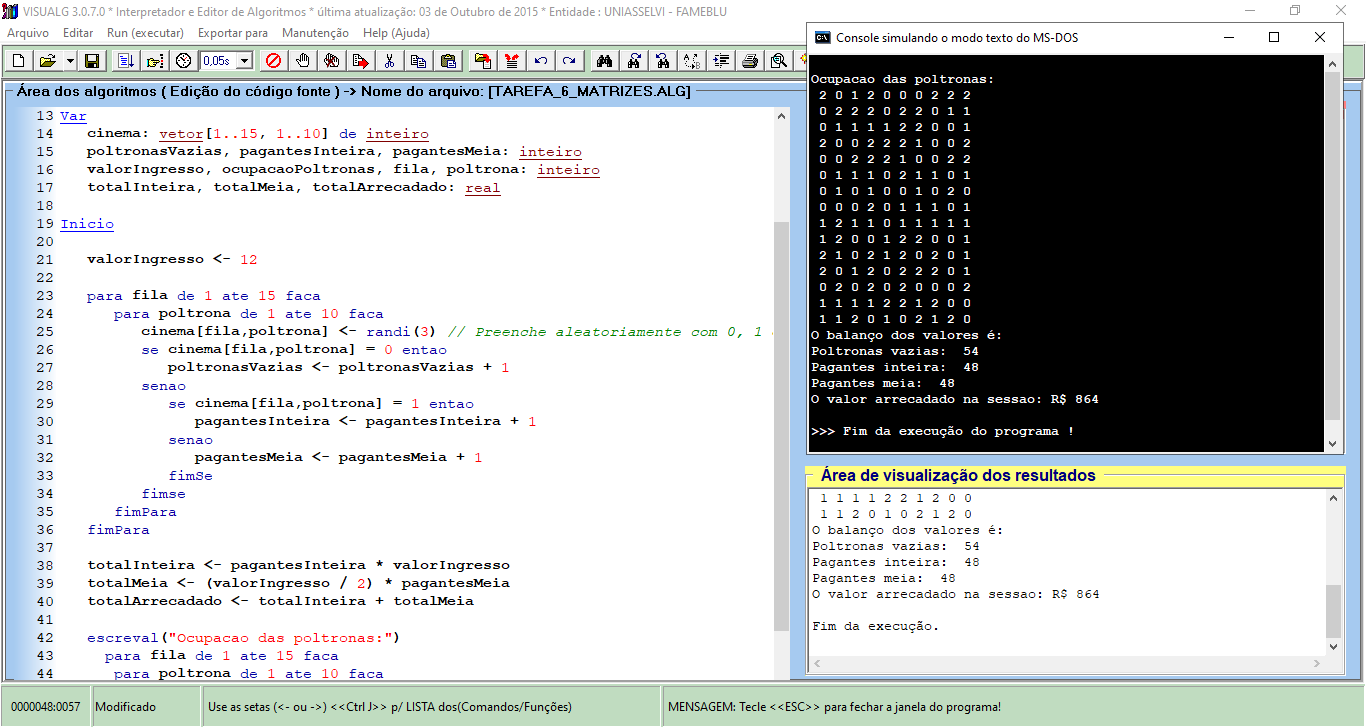 VISUALG 3.0.7.0 * Interpretador e Editor de Algoritmos * última atualização: 03 de Outubro de 2015 * Entidade : UNIASSELVI - FAMEBLU
Arquivo Editar Run (executar) Exportar para Manutenção Help (Ajuda)
0,05s
Área dos algoritmos ( Edição do código fonte ) -> Nome do arquivo: [TAREFA_6_MATRIZES.ALG]
13 Var
14 cinema: vetor[1..15, 1..10] de inteiro
15 poltronasVazias, pagantesInteira, pagantesMeia: inteiro
16 valorIngresso, ocupacaoPoltronas, fila, poltrona: inteiro
17 totalInteira, totalMeia, totalArrecadado: real
18
19 Inicio
20
21 valorIngresso <- 12
22
23 para fila de 1 ate 15 faca
24 para poltrona de 1 ate 10 faca
25 cinema[fila,poltrona] <- randi(3) // Preenche aleatoriamente com 0, 1
26 se cinema[fila,poltrona] = 0 entao
27 poltronasVazias <- poltronasVazias + 1
28 senao
29 se cinema[fila,poltrona] = 1 entao
30 pagantesInteira <- pagantesInteira + 1
31 senao
32 pagantesMeia <- pagantesMeia + 1
33 fimSe
34 fimse
35 fimPara
36 fimPara
37
38 totalInteira <- pagantesInteira * valorIngresso
39 totalMeia <- (valorIngresso / 2) * pagantesMeia
40 totalArrecadado <- totalInteira + totalMeia
41
42 escreval("Ocupacao das poltronas:")
43 para fila de 1 ate 15 faca
44 para poltrona de 1 ate 10 faca
Console simulando o modo texto do MS-DOS
Ocupacao das poltronas:
2 0 1 2 0 0 0 2 2 2
0 2 2 2 0 2 2 0 1 1
0 1 1 1 1 2 2 0 0 1
2 0 0 2 2 2 1 0 0 2
0 0 2 2 2 1 0 0 2 2
0 1 1 1 0 2 1 1 0 1
0 1 0 1 0 0 1 0 2 0
0 0 0 2 0 1 1 1 0 1
1 2 1 1 0 1 1 1 1 1
1 2 0 0 1 2 2 0 0 1
2 1 0 2 1 2 0 2 0 1
2 0 1 2 0 2 2 2 0 1
0 2 0 2 0 2 0 0 0 2
1 1 1 1 2 2 1 2 0 0
1 1 2 0 1 0 2 1 2 0
O balanço dos valores é:
Poltronas vazias: 54
Pagantes inteira: 48
Pagantes meia: 48
O valor arrecadado na sessao: R$ 864
>>> Fim da execução do programa !
Área de visualização dos resultados
1 1 1 1 2 2 1 2 0 0
1 1 2 0 1 0 2 1 2 0
O balanço dos valores é:
Poltronas vazias: 54
Pagantes inteira: 48
Pagantes meia: 48
O valor arrecadado na sessao: R$ 864
Fim da execução.
0000048:0057 Modificado Use as setas (<- ou ->) <<Ctrl J>> p/ LISTA dos(Comandos/Funções) MENSAGEM: Tecle <<ESC>> para fechar a janela do programa!